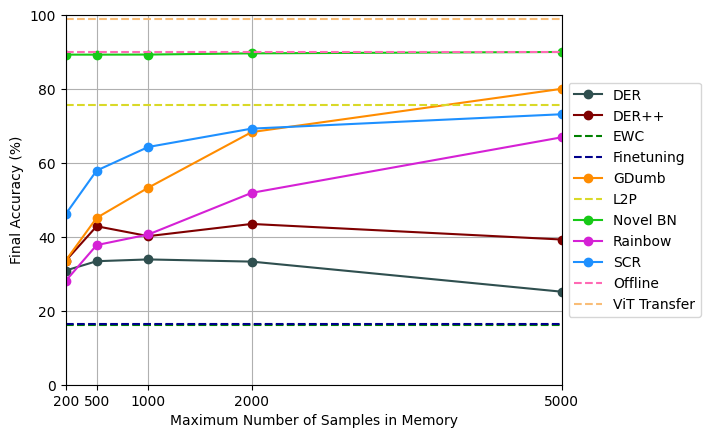 100
80
60
40
20
0
Final Accuracy (%)
200 500 1000 2000 5000
Maximum Number of Samples in Memory
DER
DER++
EWC
Finetuning
GDumb
L2P
Novel BN
Rainbow
SCR
Offline
ViT Transfer